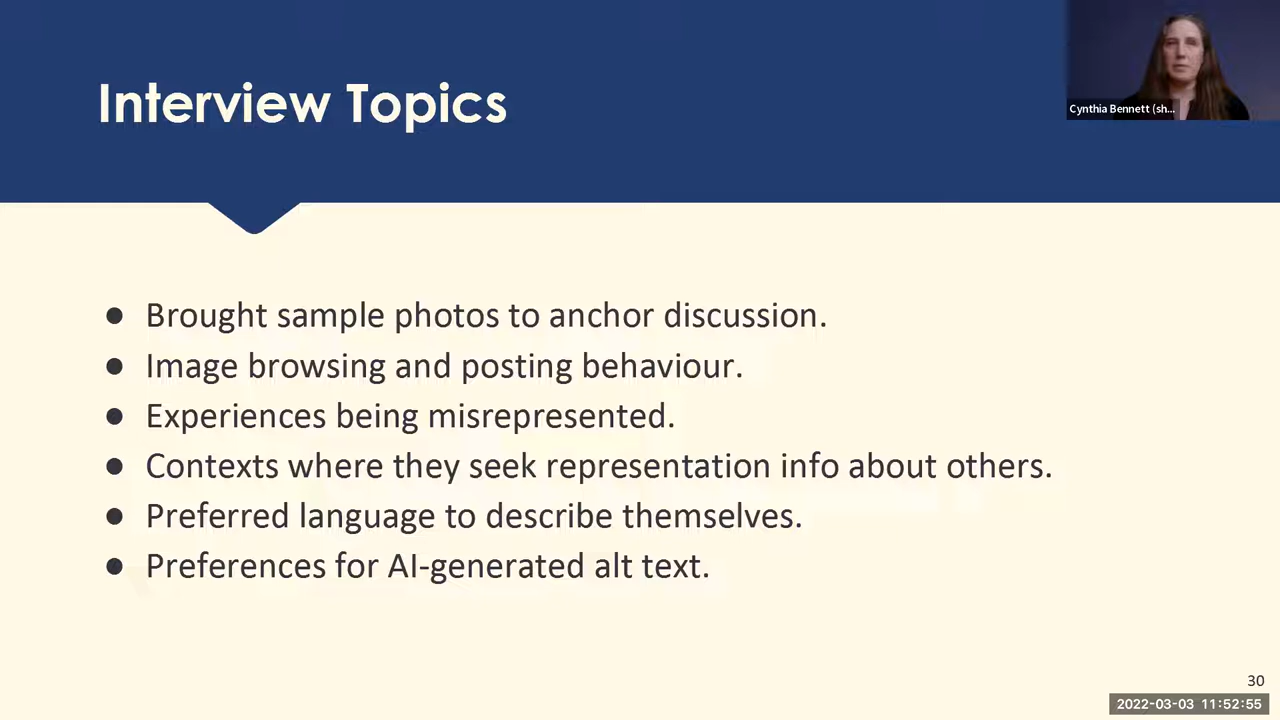 Interview Topics
Cynthia Bennett (sh...
● Brought sample photos to anchor discussion.
● Image browsing and posting behaviour.
● Experiences being misrepresented.
● Contexts where they seek representation info about others.
● Preferred language to describe themselves.
● Preferences for AI-generated alt text.
30
2022-03-03 11:52:55